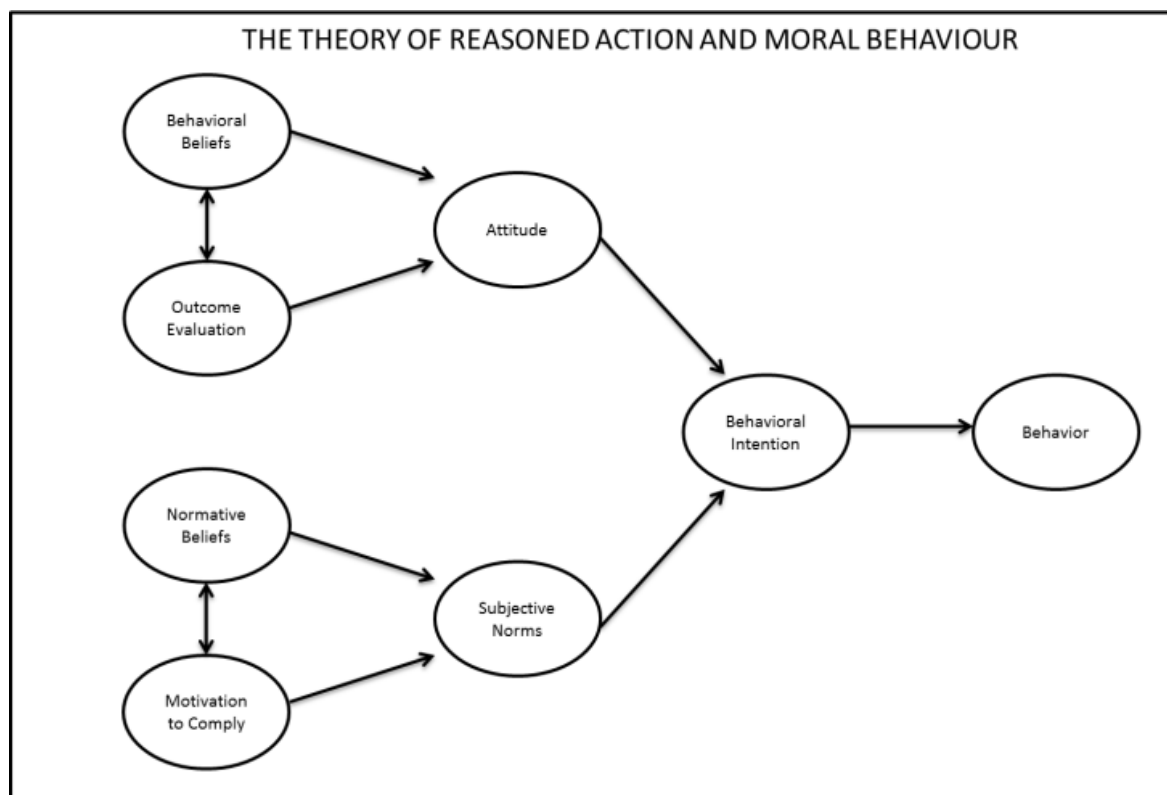 THE THEORY OF REASONED ACTION AND MORAL BEHAVIOUR
Behavioral
Beliefs
Outcome
Evaluation
Attitude
Normative
Beliefs
Motivation
to Comply
Subjective
Norms
Behavioral
Intention
Behavior